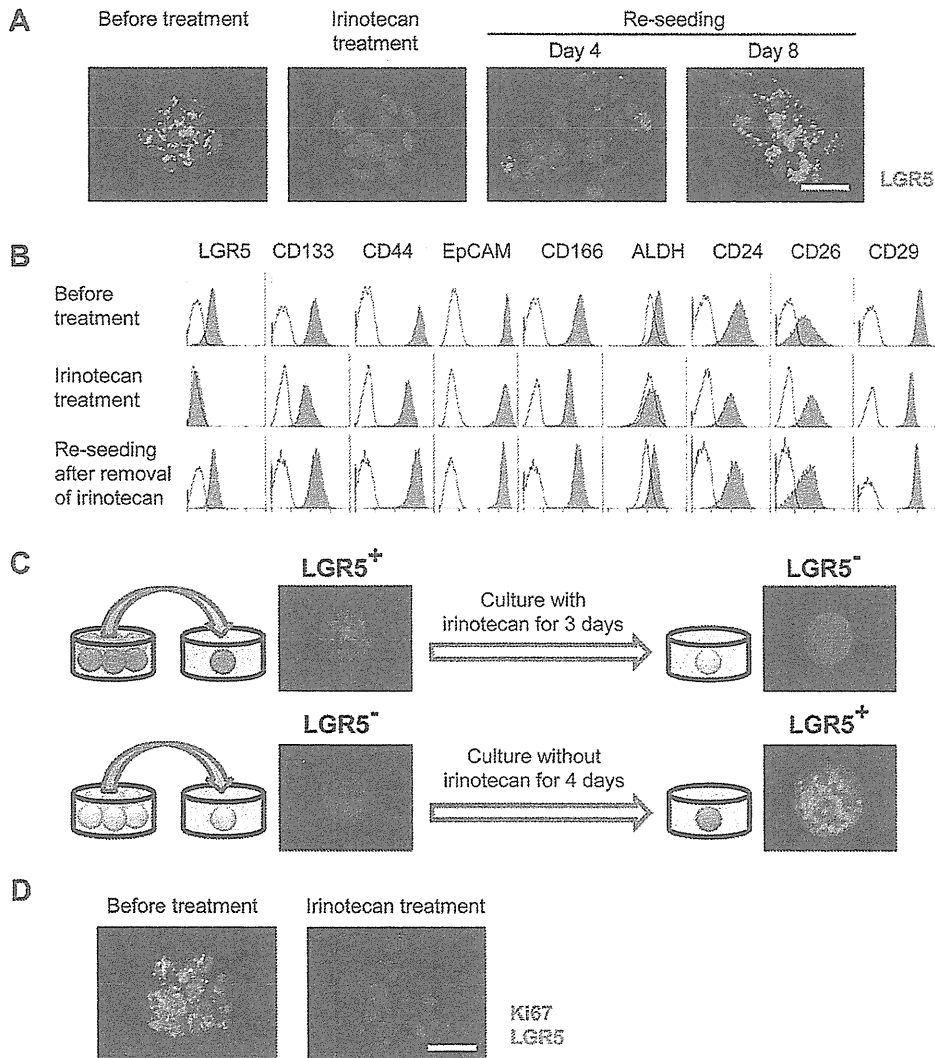 A
Before treatment
Irinotecan
treatment
Re-seeding
Day 4
Day 8
LGR5
B
LGR5 CD133 CD44 EpCAM CD166 ALDH CD24 CD26 CD29
Before
treatment
Irinotecan
treatment
Re-seeding
after removal
of irinotecan
C
LGR5+
Culture with
irinotecan for 3 days
LGR5-
LGR5-
Culture without
irinotecan for 4 days
LGR5+
D
Before treatment
Irinotecan treatment
Ki67
LGR5